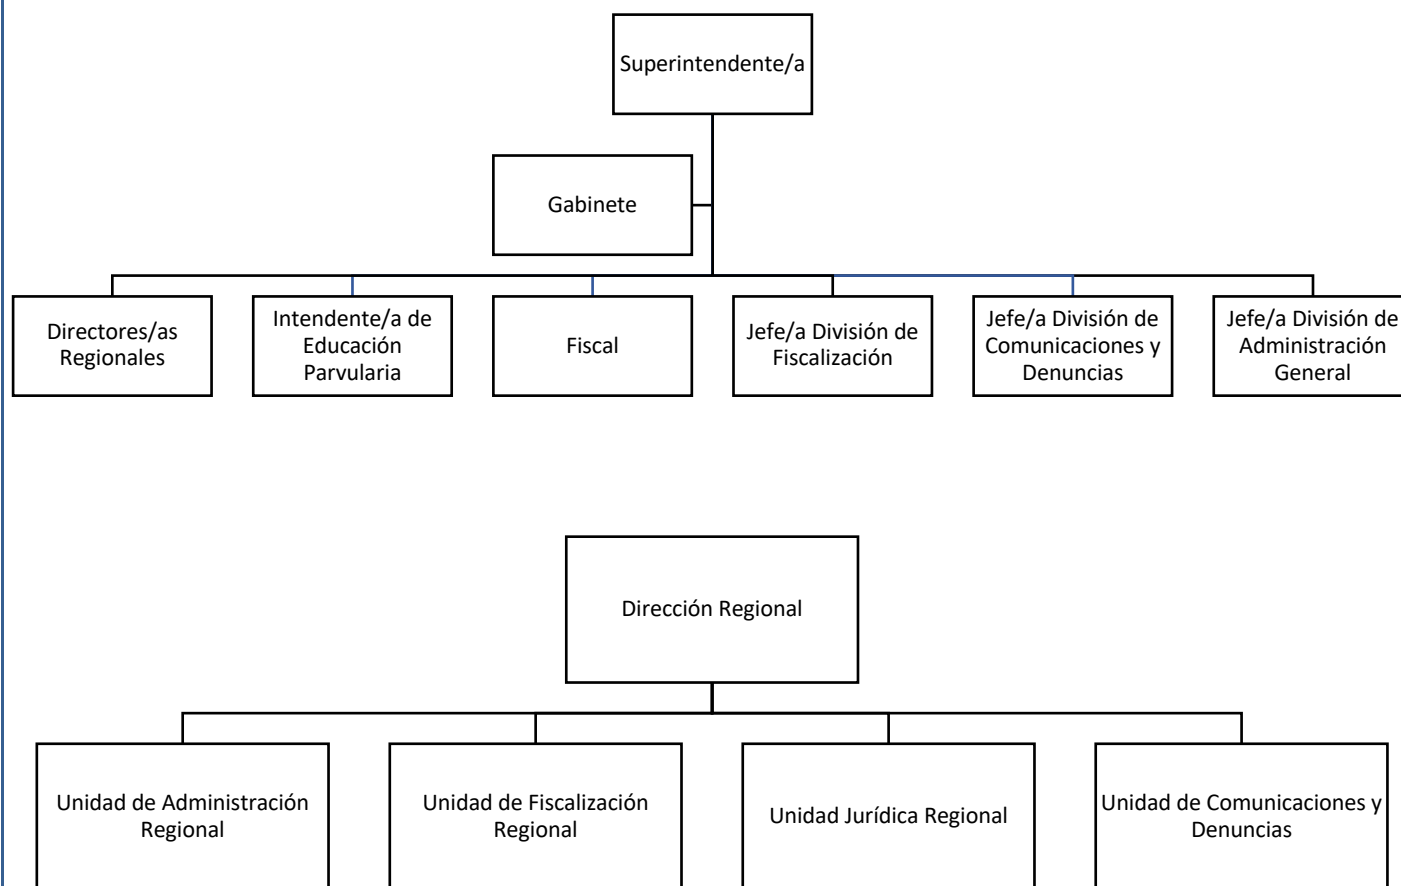 Superintendente/a
Gabinete
Directores/as
Regionales
Intendente/a de
Educación
Parvularia
Fiscal
Jefe/a División de
Fiscalización
Jefe/a División de
Comunicaciones y
Denuncias
Jefe/a División de
Administración
General
Dirección Regional
Unidad de Administración
Regional
Unidad de Fiscalización
Regional
Unidad Jurídica Regional
Unidad de Comunicaciones y
Denuncias